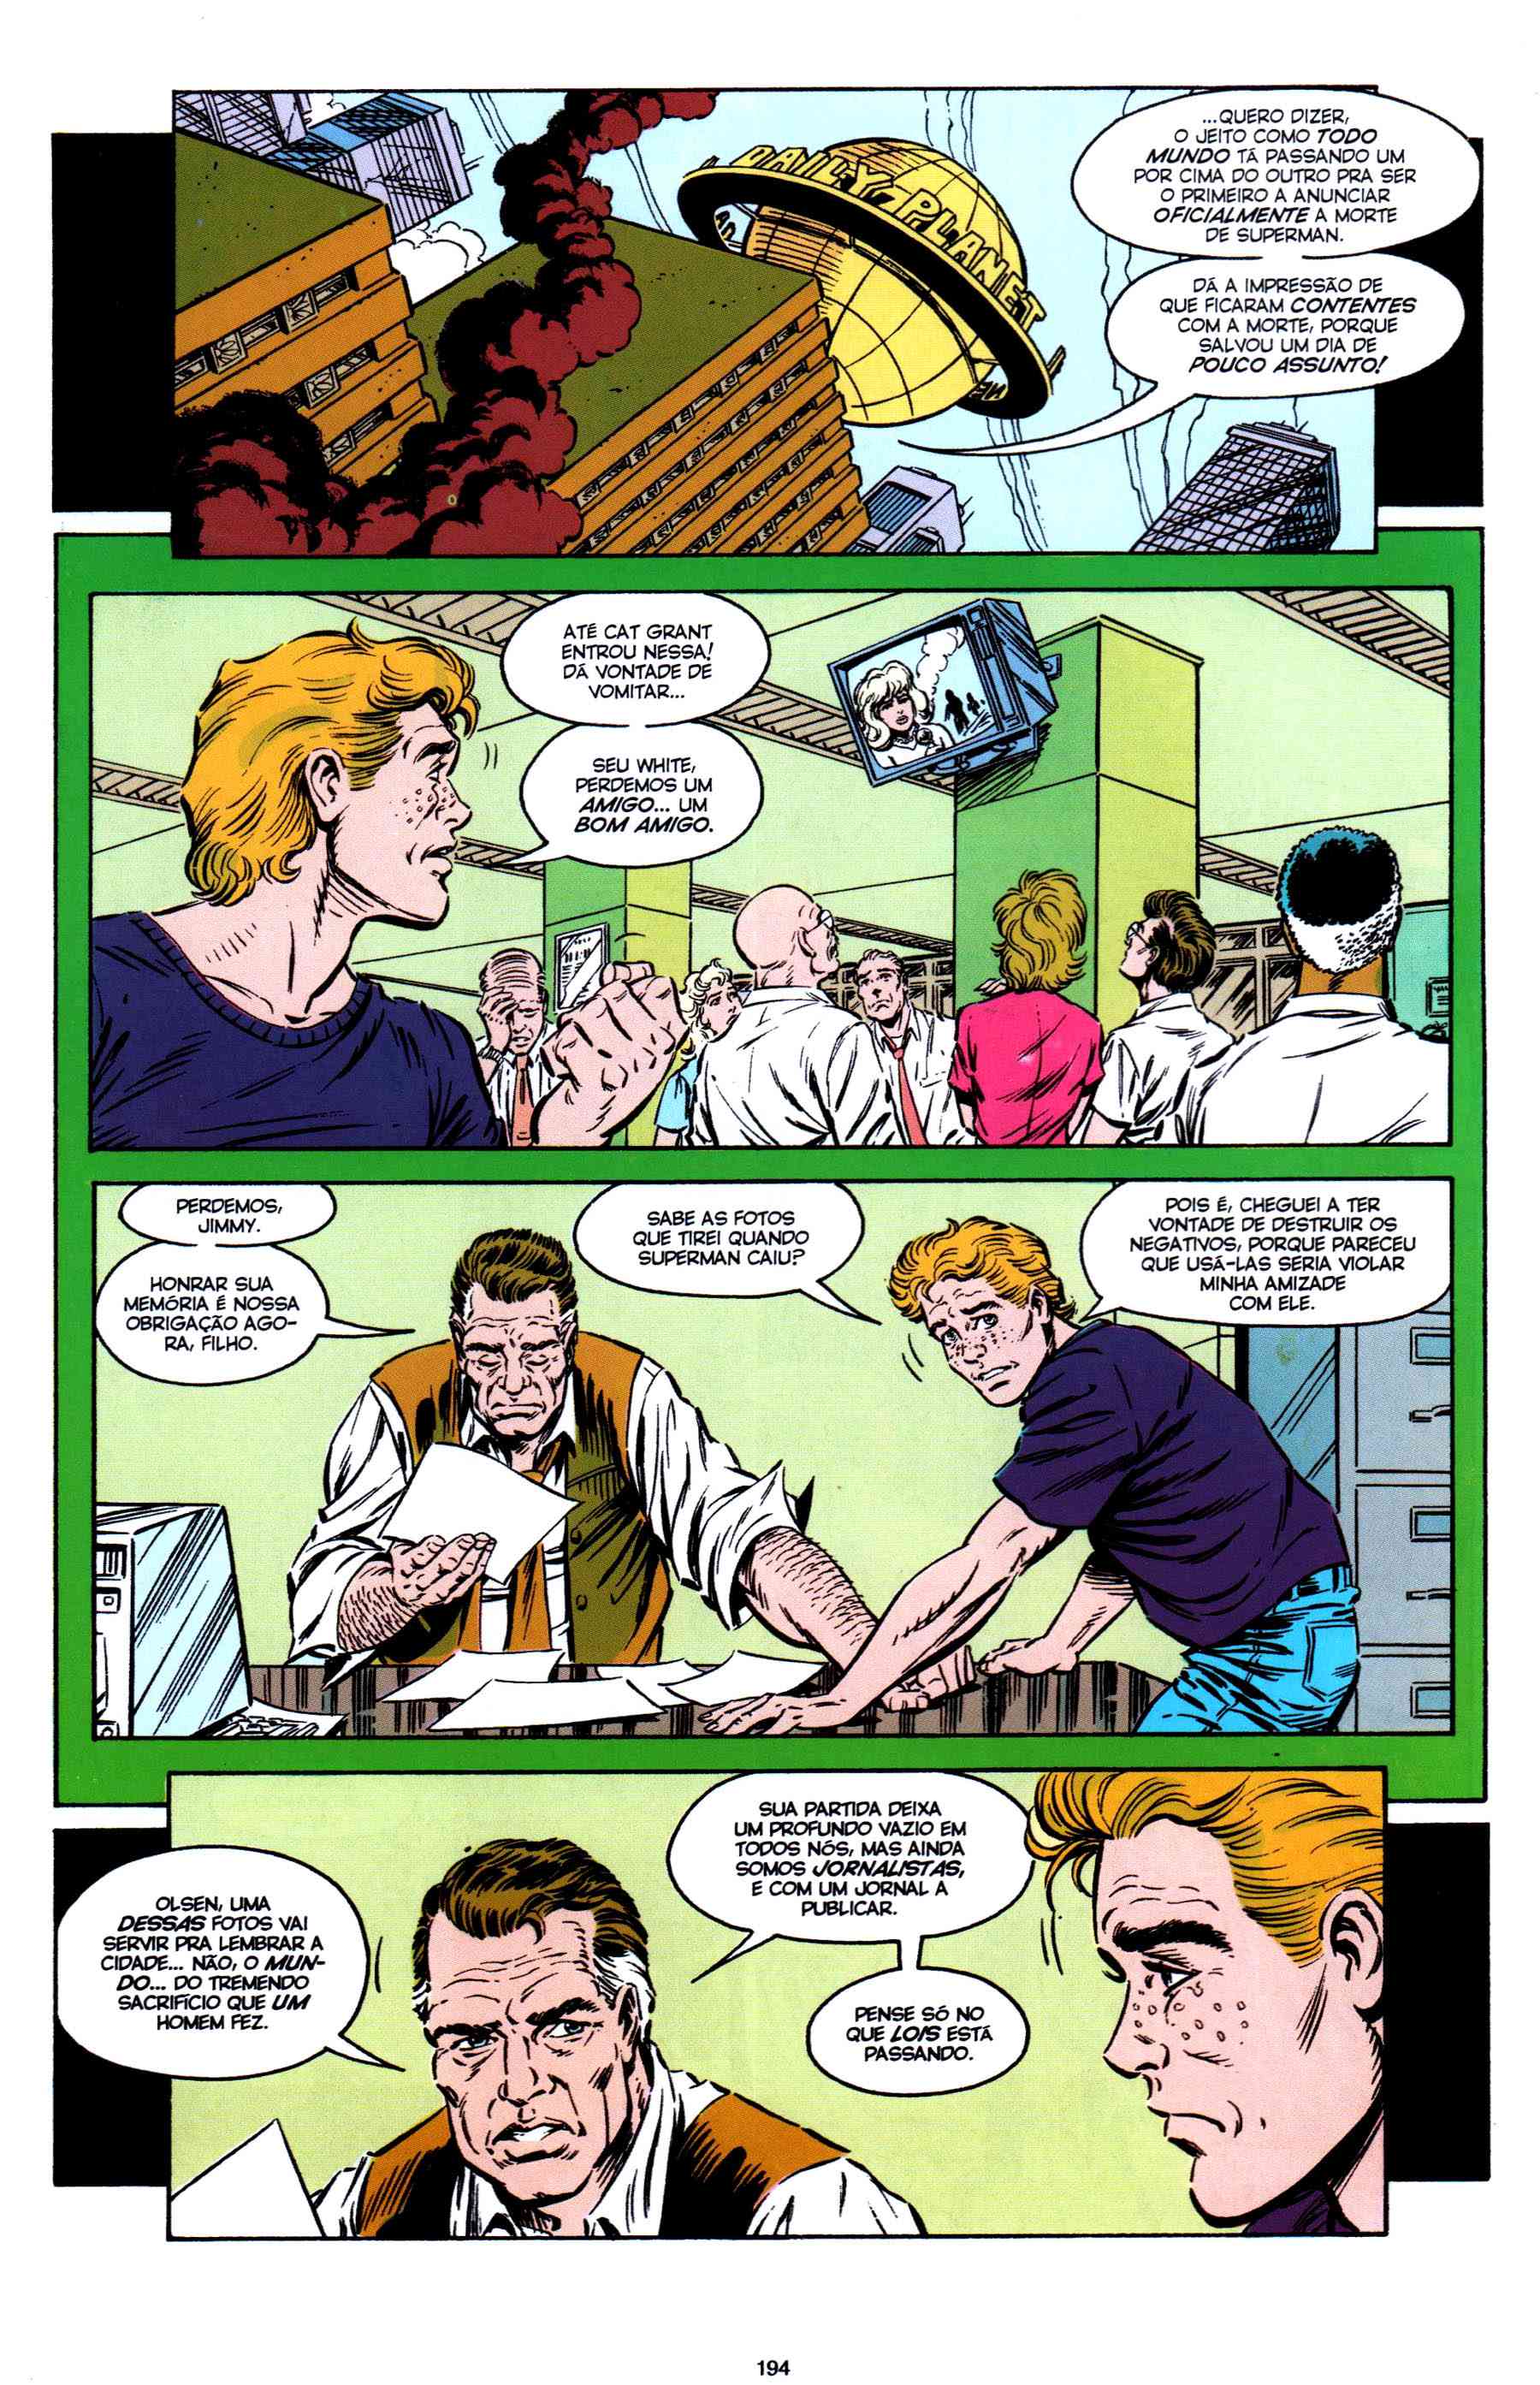 DAILY PLANET
...QUERO DIZER,
O JEITO COMO TODO
MUNDO TÁ PASSANDO UM
POR CIMA DO OUTRO PRA SER
O PRIMEIRO A ANUNCIAR
OFICIALMENTE A MORTE
DE SUPERMAN.
DÁ A IMPRESSÃO DE
QUE FICARAM CONTENTES
COM A MORTE, PORQUE
SALVOU UM DIA DE
POUCO ASSUNTO!
ATÉ CAT GRANT
ENTROU NESSA!
DÁ VONTADE DE
VOMITAR...
SEU WHITE,
PERDEMOS UM
AMIGO... UM
BOM AMIGO.
PERDEMOS,
JIMMY.
HONRAR SUA
MEMÓRIA É NOSSA
OBRIGAÇÃO AGO-
RA, FILHO.
SABE AS FOTOS
QUE TIREI QUANDO
SUPERMAN CAIU?
POIS É, CHEGUEI A TER
VONTADE DE DESTRUIR OS
NEGATIVOS, PORQUE PARECEU
QUE USÁ-LAS SERIA VIOLAR
MINHA AMIZADE
COM ELE.
OLSEN, UMA
DESSAS FOTOS VAI
SERVIR PRA LEMBRAR A
CIDADE... NÃO, O MUN-
DO... DO TREMENDO
SACRIFÍCIO QUE UM
HOMEM FEZ.
SUA PARTIDA DEIXA
UM PROFUNDO VAZIO EM
TODOS NÓS, MAS AINDA
SOMOS JORNALISTAS,
E COM UM JORNAL A
PUBLICAR.
PENSE SÓ NO
QUE LOIS ESTÁ
PASSANDO.
194